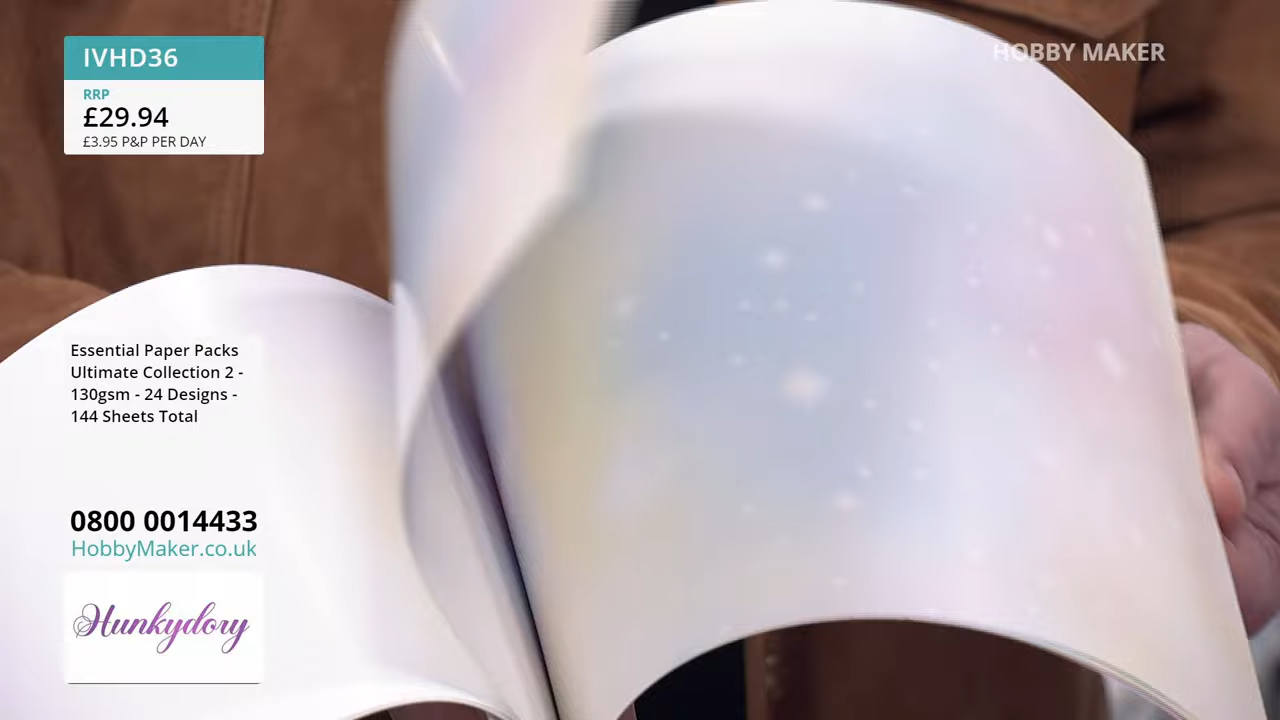 IVHD36
RRP
£29.94
£3.95 P&P PER DAY
HOBBY MAKER
Essential Paper Packs
Ultimate Collection 2 -
130gsm - 24 Designs -
144 Sheets Total
0800 0014433
HobbyMaker.co.uk
Hunkydory